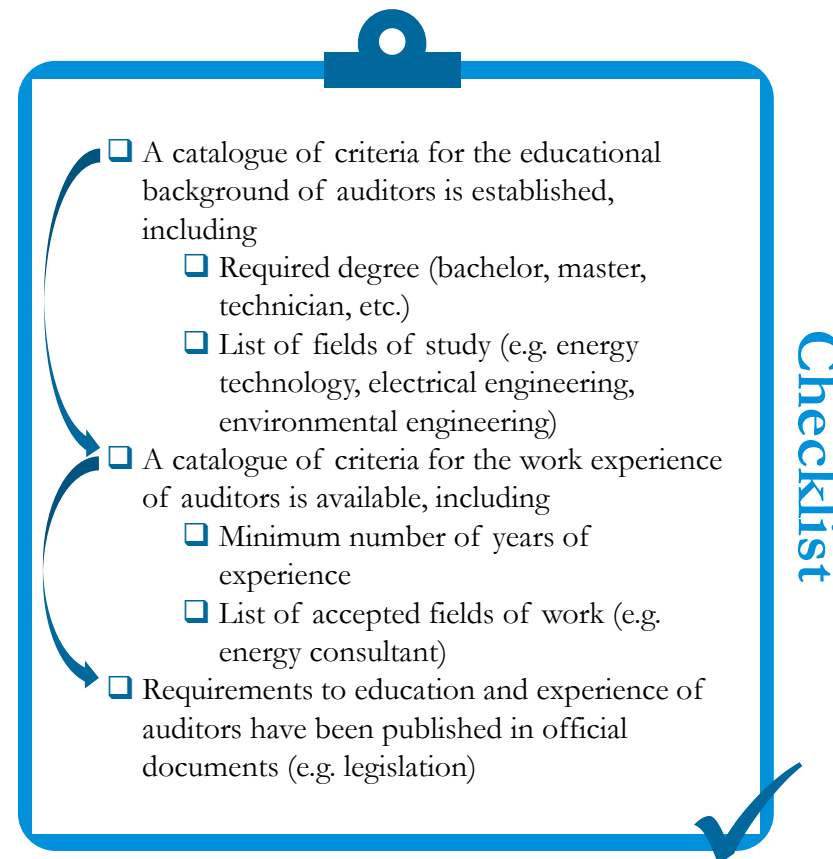 ❑ A catalogue of criteria for the educational
background of auditors is established,
including
❑ Required degree (bachelor, master,
technician, etc.)
❑ List of fields of study (e.g. energy
technology, electrical engineering,
environmental engineering)
❑ A catalogue of criteria for the work experience
of auditors is available, including
❑ Minimum number of years of
experience
❑ List of accepted fields of work (e.g.
energy consultant)
❑ Requirements to education and experience of
auditors have been published in official
documents (e.g. legislation)
Checklist